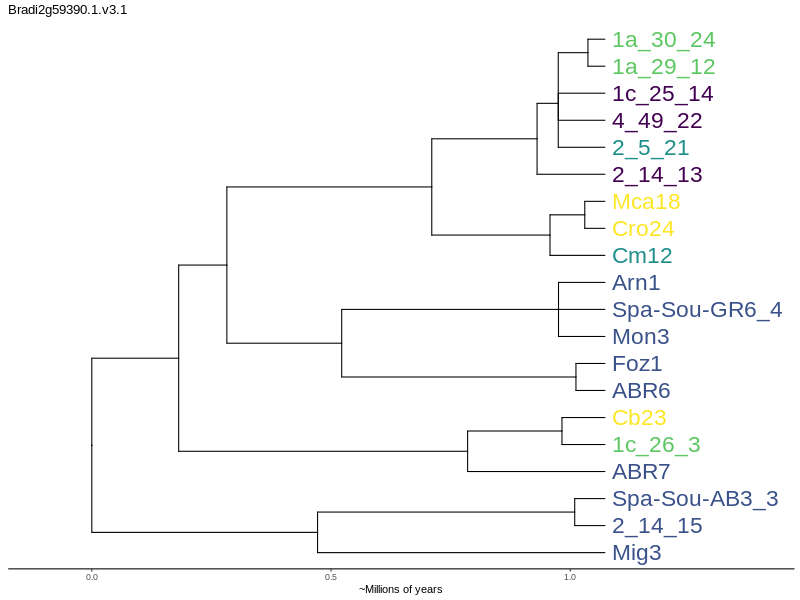 Bradi2g59390.1.v3.1
1a_30_24
1a_29_12
1c_25_14
4_49_22
2_5_21
2_14_13
Mca18
Cro24
Cm12
Arn1
Spa-Sou-GR6_4
Mon3
Foz1
ABR6
Cb23
1c_26_3
ABR7
Spa-Sou-AB3_3
2_14_15
Mig3
0.0 0.5 1.0
~Millions of years